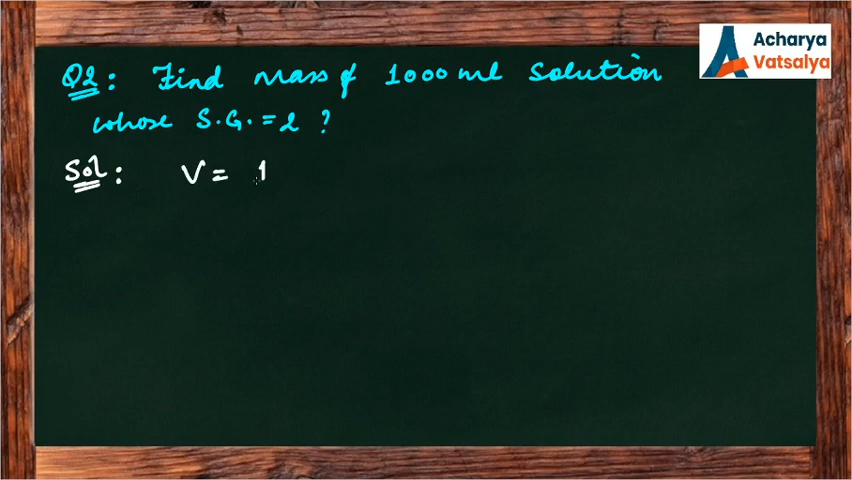 Acharya
Vatsalya
Q2: Find mass of 1000 ml solution
whose S.G. = 2 ?
Sol: V = 1